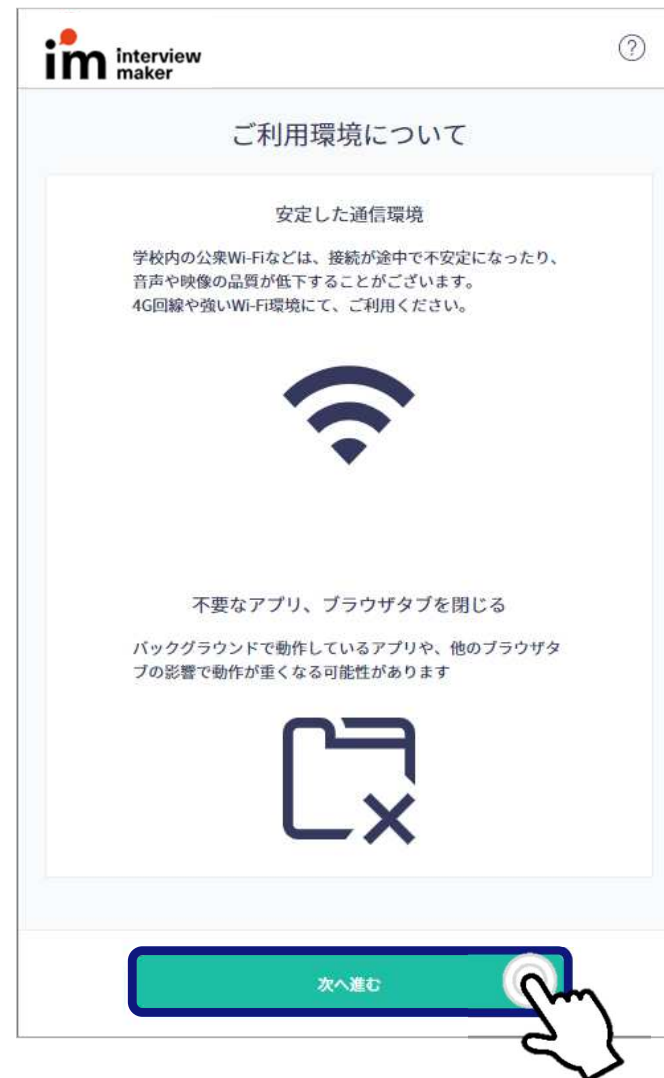 im interview
maker
?
ご利用環境について
安定した通信環境
学校内の公衆Wi-Fiなどは、接続が途中で不安定になったり、
音声や映像の品質が低下することがございます。
4G回線や強いWi-Fi環境にて、ご利用ください。
不要なアプリ、ブラウザタブを閉じる
バックグラウンドで動作しているアプリや、他のブラウザタ
ブの影響で動作が重くなる可能性があります
次へ進む